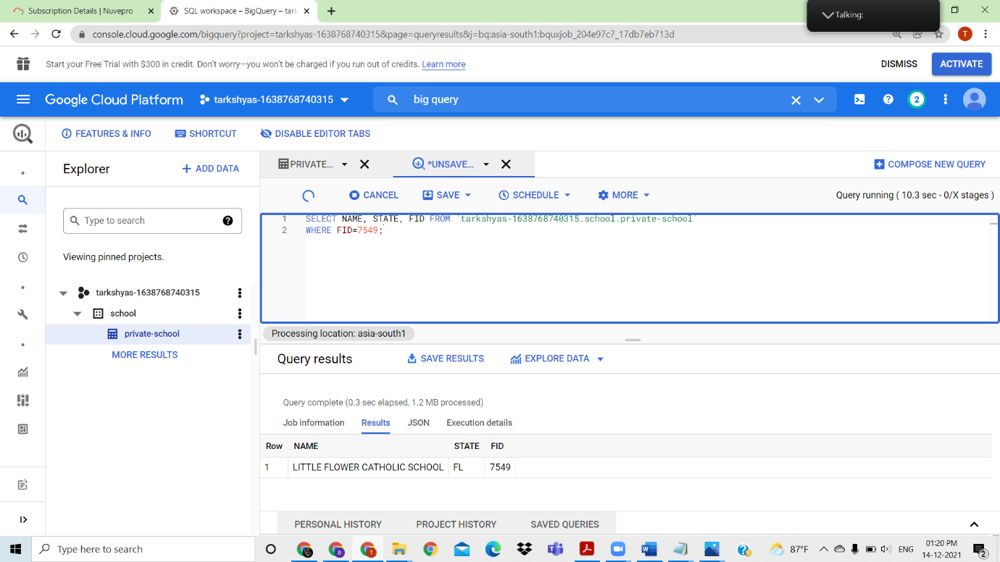 Subscription Details | Nuvepro
SQL workspace – BigQuery – tark
Talking:
console.cloud.google.com/bigquery?project=tarkshyas-1638768740315&page=queryresults&j=bq:asia-south1:bquxjob_204e97c7_17db7eb713d
T
Start your Free Trial with $300 in credit. Don't worry—you won't be charged if you run out of credits. Learn more
DISMISS
ACTIVATE
Google Cloud Platform
tarkshyas-1638768740315
big query
2
FEATURES & INFO
SHORTCUT
DISABLE EDITOR TABS
Explorer
+ ADD DATA
PRIVATE...
*UNSAVE...
COMPOSE NEW QUERY
CANCEL
SAVE
SCHEDULE
MORE
Query running ( 10.3 sec - 0/X stages )
Type to search
Viewing pinned projects.
tarkshyas-1638768740315
school
private-school
MORE RESULTS
1 SELECT NAME, STATE, FID FROM `tarkshyas-1638768740315.school.private-school`
2 WHERE FID=7549;
Processing location: asia-south1
Query results
SAVE RESULTS
EXPLORE DATA
Query complete (0.3 sec elapsed, 1.2 MB processed)
Job information
Results
JSON
Execution details
Row NAME STATE FID
1 LITTLE FLOWER CATHOLIC SCHOOL FL 7549
PERSONAL HISTORY
PROJECT HISTORY
SAVED QUERIES
Type here to search
87°F
ENG
01:20 PM
14-12-2021
2